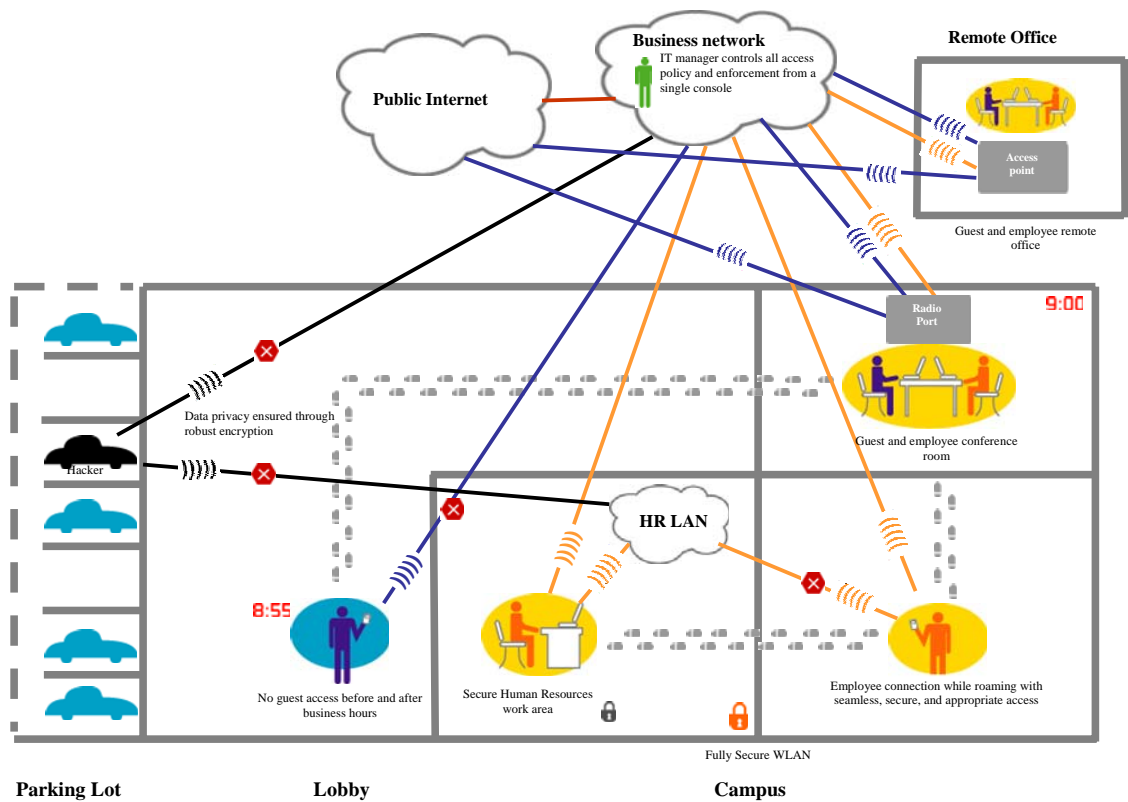 Business network
IT manager controls all access
policy and enforcement from a
single console
Public Internet
Remote Office
Access
point
Guest and employee remote
office
Radio
Port
9:00
Guest and employee conference
room
Data privacy ensured through
robust encryption
Hacker
HR LAN
8:55
No guest access before and after
business hours
Secure Human Resources
work area
Employee connection while roaming with
seamless, secure, and appropriate access
Fully Secure WLAN
Parking Lot
Lobby
Campus